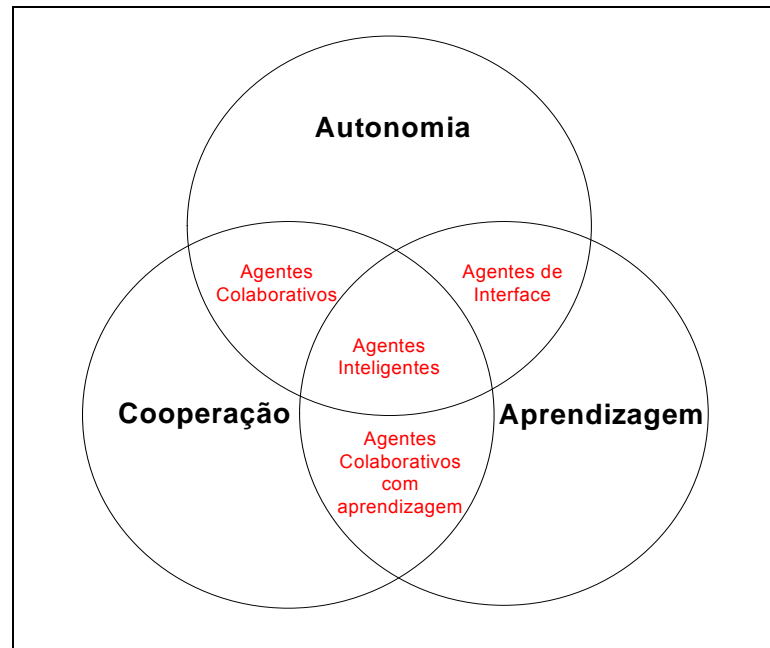 Autonomia
Agentes
Colaborativos
Agentes de
Interface
Agentes
Inteligentes
Cooperação
Aprendizagem
Agentes
Colaborativos
com
aprendizagem